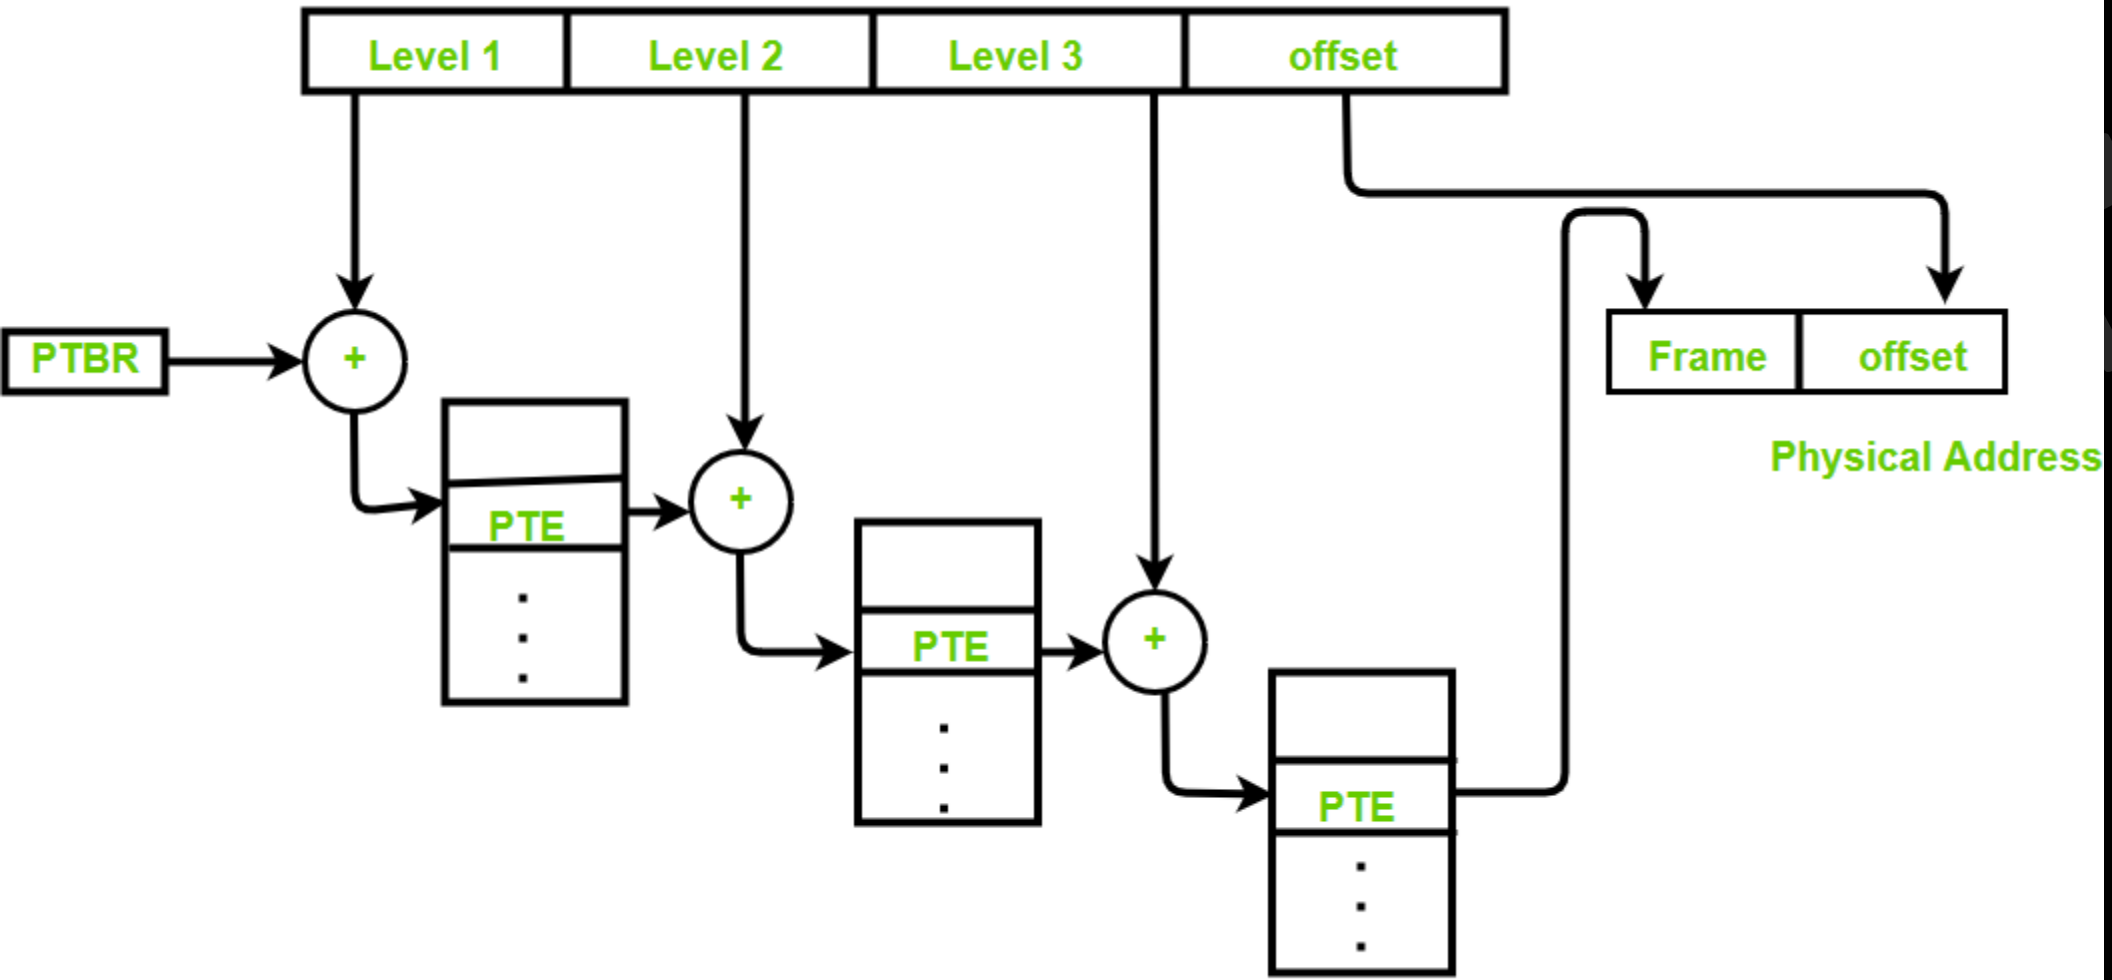 Level 1 Level 2 Level 3 offset
PTBR + Frame offset
Physical Address
+
PTE
+
PTE
PTE